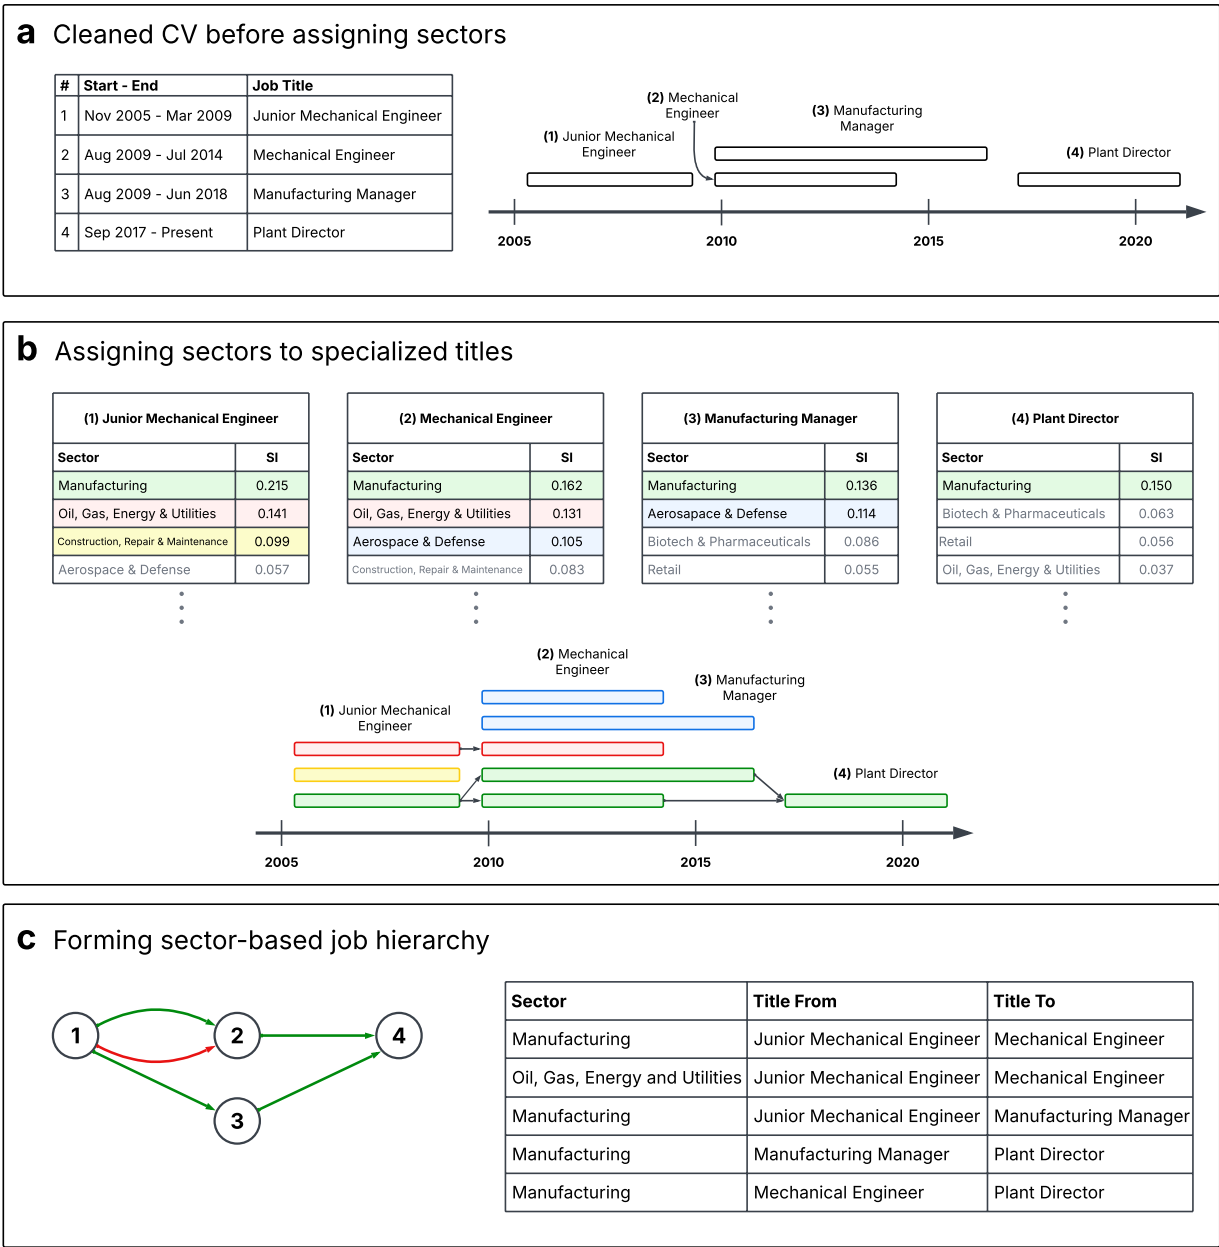 a Cleaned CV before assigning sectors
# Start - End Job Title
1 Nov 2005 - Mar 2009 Junior Mechanical Engineer
2 Aug 2009 - Jul 2014 Mechanical Engineer
3 Aug 2009 - Jun 2018 Manufacturing Manager
4 Sep 2017 - Present Plant Director
(1) Junior Mechanical
Engineer
(2) Mechanical
Engineer
(3) Manufacturing
Manager
(4) Plant Director
2005 2010 2015 2020
b Assigning sectors to specialized titles
(1) Junior Mechanical Engineer
Sector SI
Manufacturing 0.215
Oil, Gas, Energy & Utilities 0.141
Construction, Repair & Maintenance 0.099
Aerospace & Defense 0.057
(2) Mechanical Engineer
Sector SI
Manufacturing 0.162
Oil, Gas, Energy & Utilities 0.131
Aerospace & Defense 0.105
Construction, Repair & Maintenance 0.083
(3) Manufacturing Manager
Sector SI
Manufacturing 0.136
Aerosapace & Defense 0.114
Biotech & Pharmaceuticals 0.086
Retail 0.055
(4) Plant Director
Sector SI
Manufacturing 0.150
Biotech & Pharmaceuticals 0.063
Retail 0.056
Oil, Gas, Energy & Utilities 0.037
(1) Junior Mechanical
Engineer
(2) Mechanical
Engineer
(3) Manufacturing
Manager
(4) Plant Director
2005 2010 2015 2020
c Forming sector-based job hierarchy
1 2 4
3
Sector Title From Title To
Manufacturing Junior Mechanical Engineer Mechanical Engineer
Oil, Gas, Energy and Utilities Junior Mechanical Engineer Mechanical Engineer
Manufacturing Junior Mechanical Engineer Manufacturing Manager
Manufacturing Manufacturing Manager Plant Director
Manufacturing Mechanical Engineer Plant Director